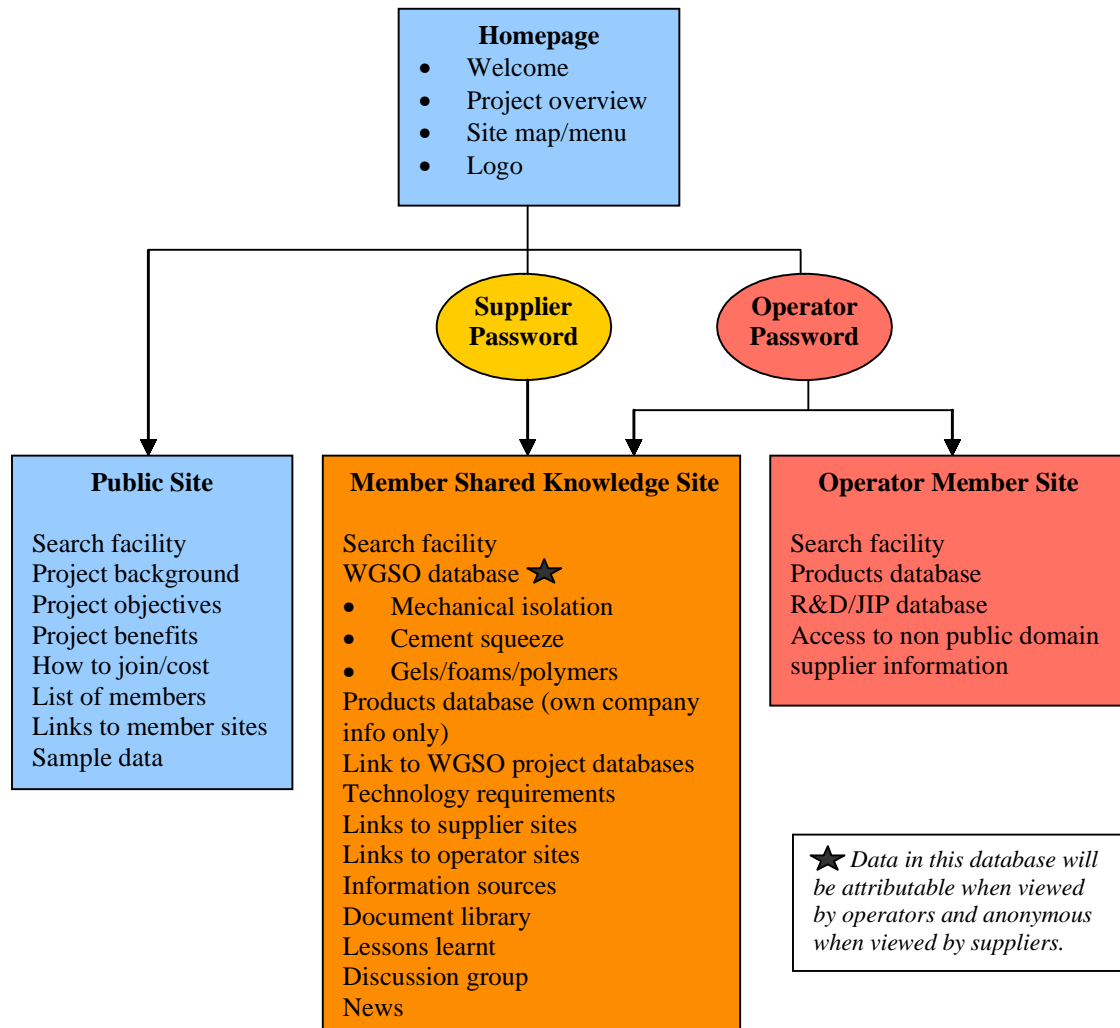 Homepage
• Welcome
• Project overview
• Site map/menu
• Logo
Supplier
Password
Operator
Password
Public Site
Search facility
Project background
Project objectives
Project benefits
How to join/cost
List of members
Links to member sites
Sample data
Member Shared Knowledge Site
Search facility
WGSO database ★
• Mechanical isolation
• Cement squeeze
• Gels/foams/polymers
Products database (own company
info only)
Link to WGSO project databases
Technology requirements
Links to supplier sites
Links to operator sites
Information sources
Document library
Lessons learnt
Discussion group
News
Operator Member Site
Search facility
Products database
R&D/JIP database
Access to non public domain
supplier information
★ Data in this database will
be attributable when viewed
by operators and anonymous
when viewed by suppliers.